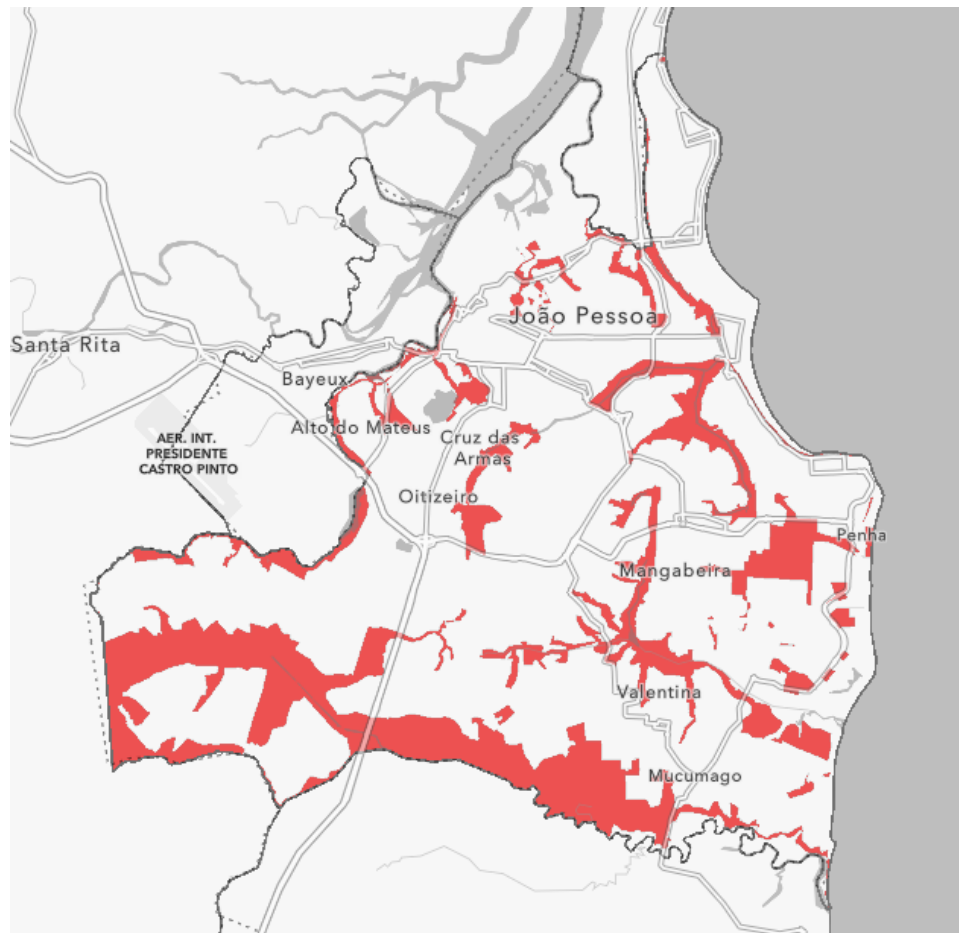 João Pessoa
Santa Rita
Bayeux
Alto do Mateus
Cruz das
Armas
AER. INT.
PRESIDENTE
CASTRO PINTO
Oitizeiro
Penha
Mangabeira
Valentina
Mucumago